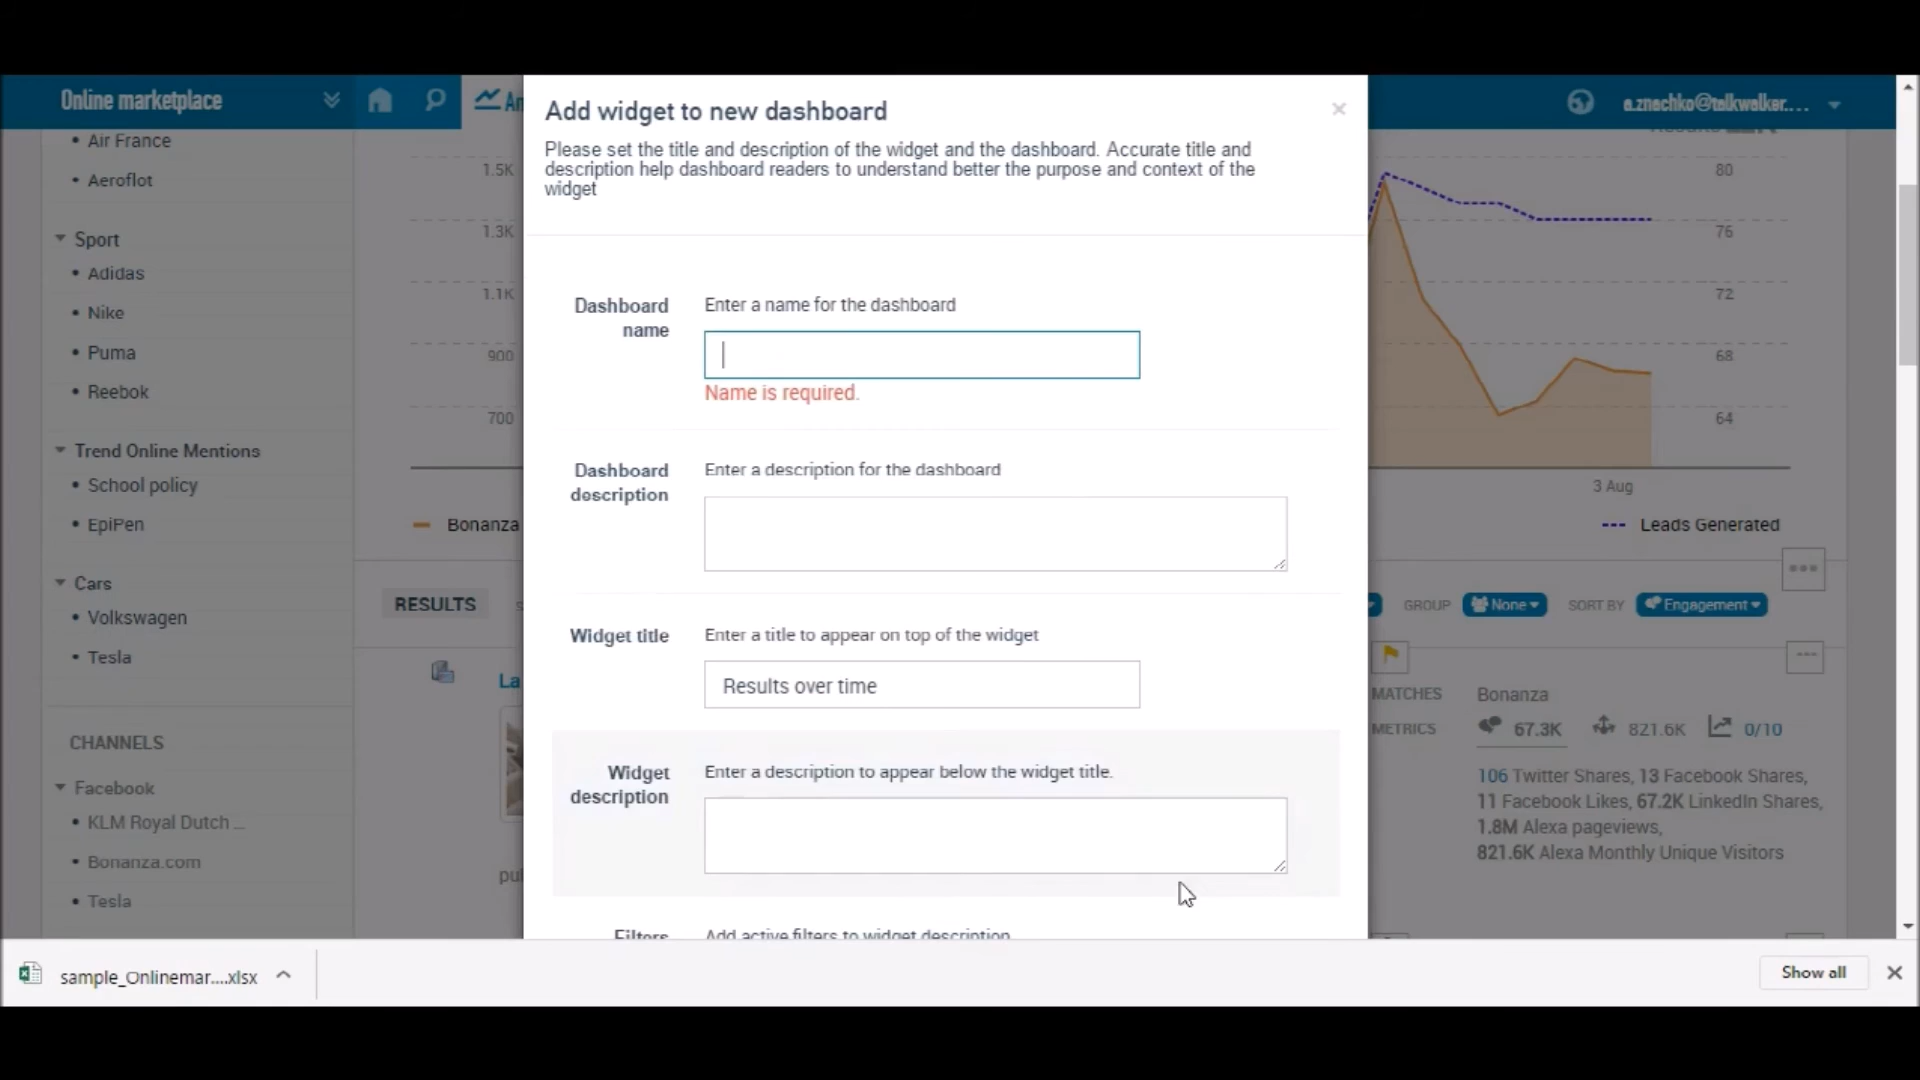 Online marketplace
An
a.znachko@talkwalker....
Air France
Aeroflot
Sport
Adidas
Nike
Puma
Reebok
Trend Online Mentions
School policy
EpiPen
Cars
Volkswagen
Tesla
CHANNELS
Facebook
KLM Royal Dutch ...
Bonanza.com
Tesla
1.5K
1.3K
1.1K
900
700
Bonanza
RESULTS
La
Add widget to new dashboard
×
Please set the title and description of the widget and the dashboard. Accurate title and
description help dashboard readers to understand better the purpose and context of the
widget
Dashboard
name
Enter a name for the dashboard
Name is required.
Dashboard
description
Enter a description for the dashboard
Widget title
Enter a title to appear on top of the widget
Results over time
Widget
description
Enter a description to appear below the widget title.
Filters
Add active filters to widget description
80
76
72
68
64
3 Aug
Leads Generated
GROUP
None
SORT BY
Engagement
MATCHES
Bonanza
METRICS
67.3K
821.6K
0/10
106 Twitter Shares, 13 Facebook Shares,
11 Facebook Likes, 67.2K LinkedIn Shares,
1.8M Alexa pageviews,
821.6K Alexa Monthly Unique Visitors
sample_Onlinemar....xlsx
Show all